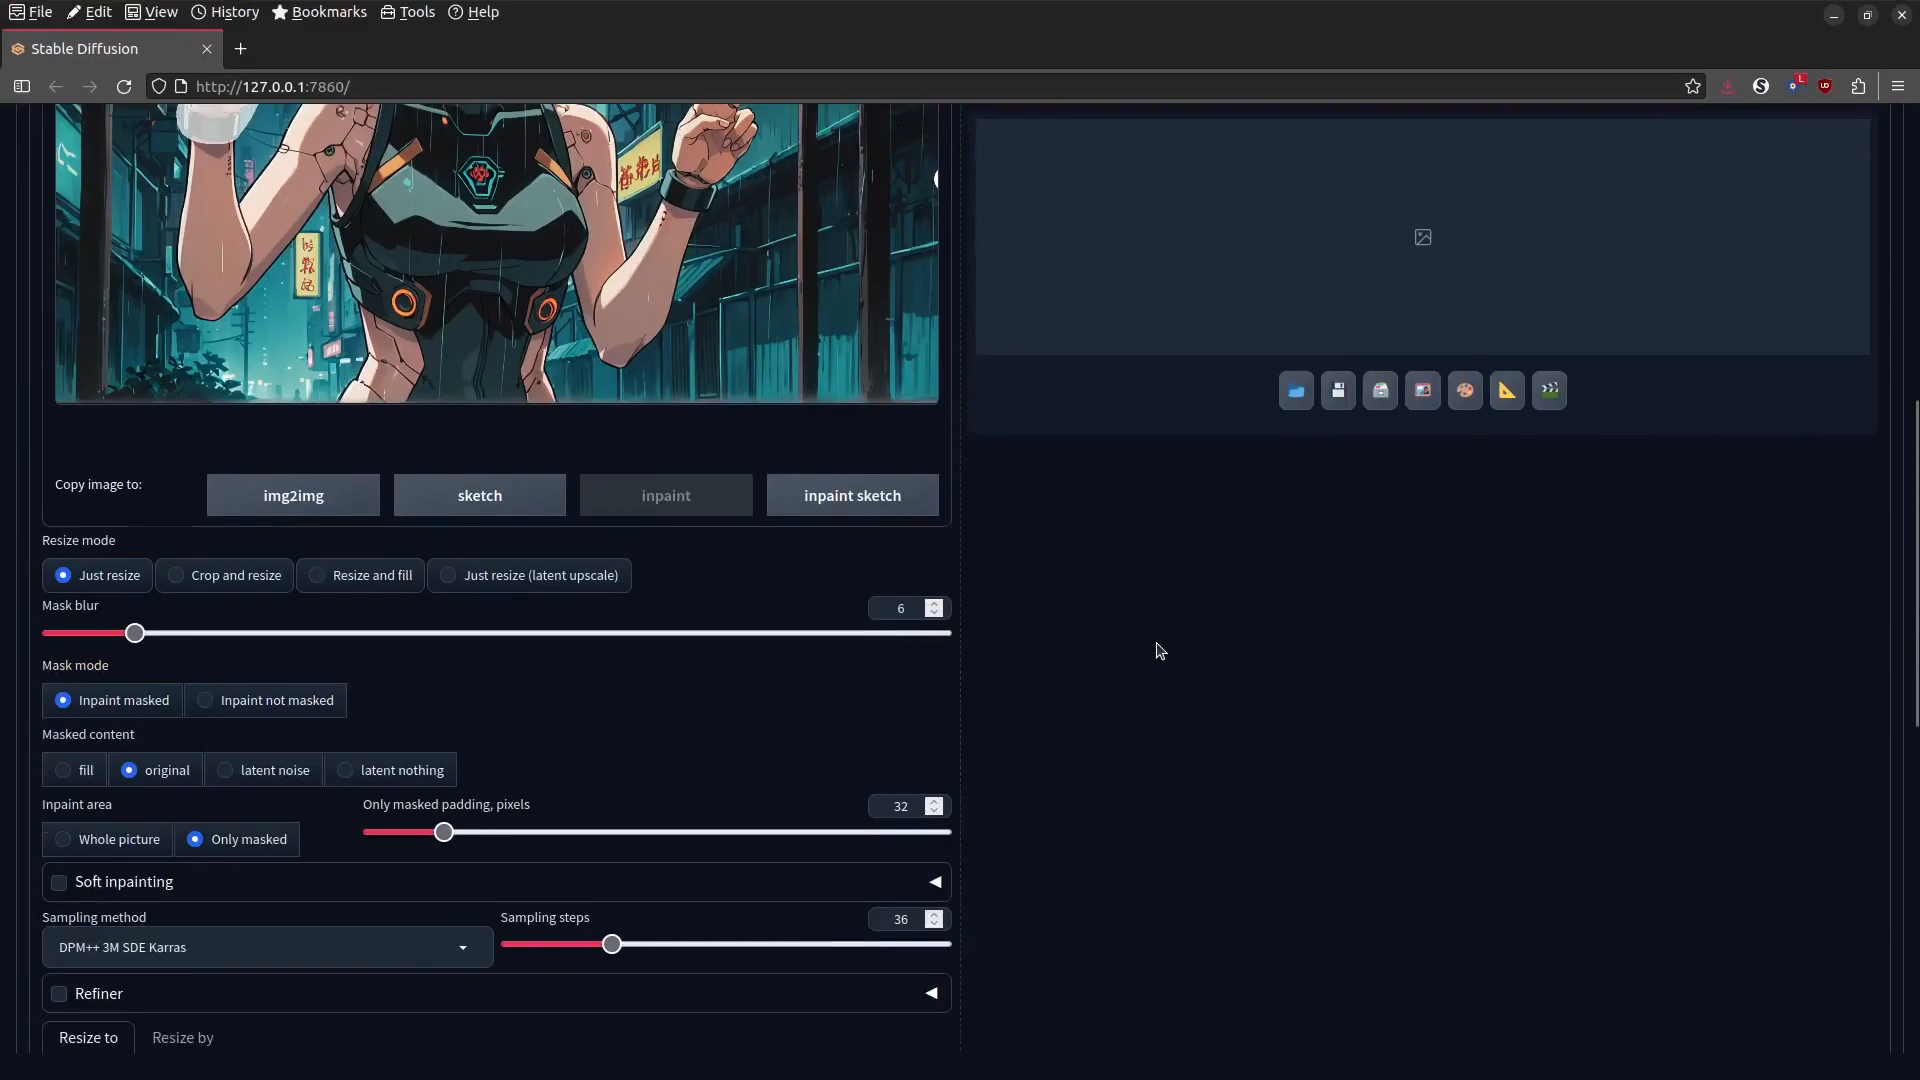 File Edit View History Bookmarks Tools Help
Stable Diffusion
http://127.0.0.1:7860/
L
Copy image to:
img2img sketch inpaint inpaint sketch
Resize mode
Just resize Crop and resize Resize and fill Just resize (latent upscale)
Mask blur 6
Mask mode
Inpaint masked Inpaint not masked
Masked content
fill original latent noise latent nothing
Inpaint area Only masked padding, pixels 32
Whole picture Only masked
Soft inpainting
Sampling method Sampling steps 36
DPM++ 3M SDE Karras
Refiner
Resize to Resize by